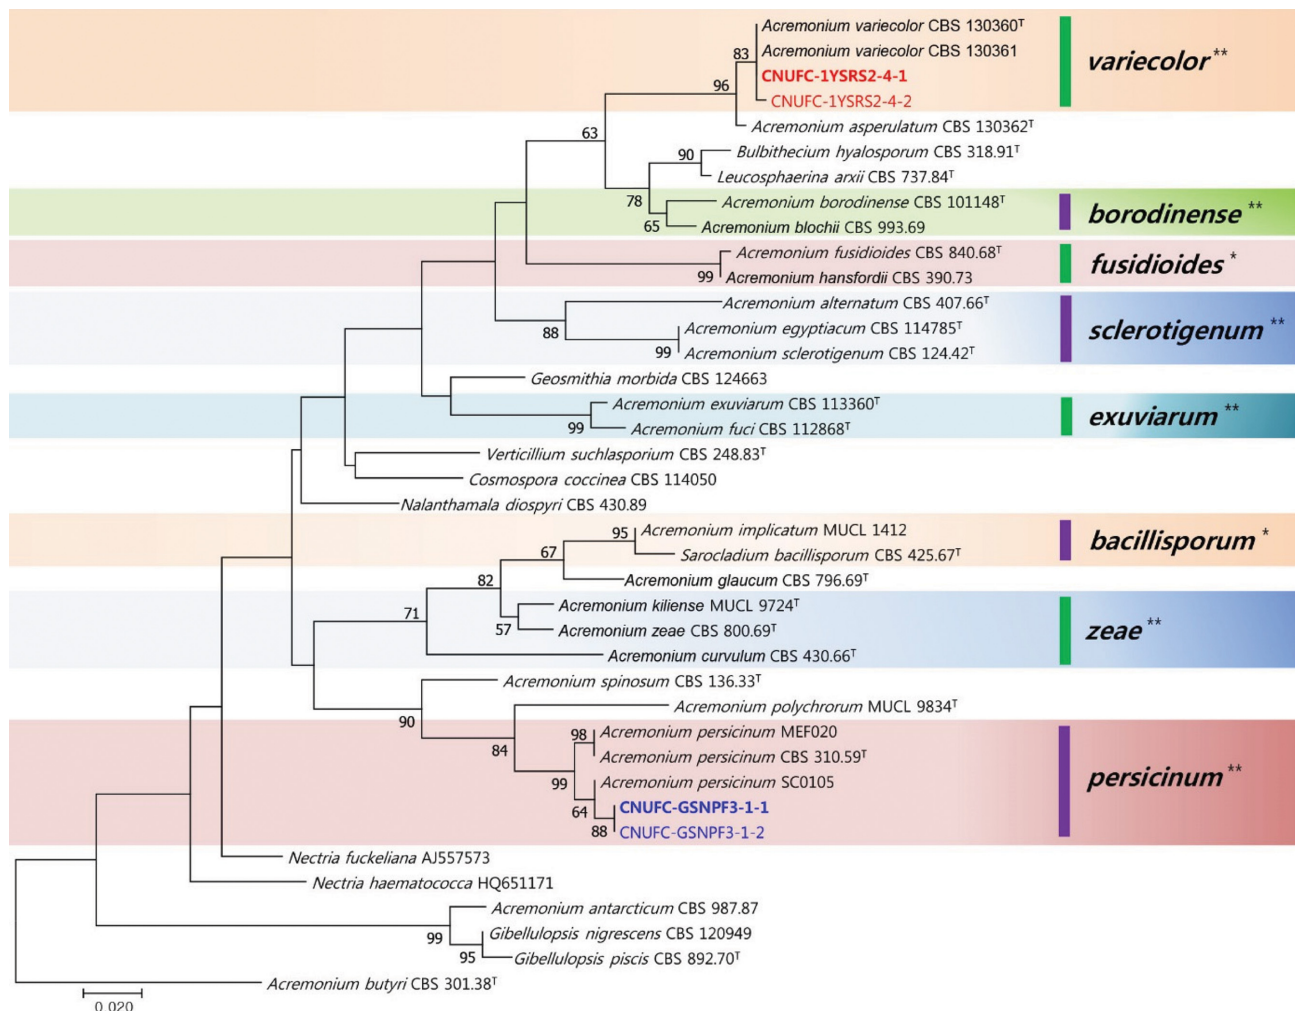 Acremonium variecolor CBS 130360ᵀ
83
Acremonium variecolor CBS 130361
variecolor **
CNUFC-1YSRS2-4-1
96
CNUFC-1YSRS2-4-2
Acremonium asperulatum CBS 130362ᵀ
63
Bulbithecium hyalosporum CBS 318.91ᵀ
90
Leucosphaerina arxii CBS 737.84ᵀ
78
Acremonium borodinense CBS 101148ᵀ
borodinense **
65
Acremonium blochii CBS 993.69
Acremonium fusidioides CBS 840.68ᵀ
fusidioides *
99
Acremonium hansfordii CBS 390.73
Acremonium alternatum CBS 407.66ᵀ
88
Acremonium egyptiacum CBS 114785ᵀ
sclerotigenum **
99
Acremonium sclerotigenum CBS 124.42ᵀ
Geosmithia morbida CBS 124663
Acremonium exuviarum CBS 113360ᵀ
exuviarum **
99
Acremonium fuci CBS 112868ᵀ
Verticillium suchlasporium CBS 248.83ᵀ
Cosmospora coccinea CBS 114050
Nalanthamala diospyri CBS 430.89
95
Acremonium implicatum MUCL 1412
bacillisporum *
67
Sarocladium bacillisporum CBS 425.67ᵀ
82
Acremonium glaucum CBS 796.69ᵀ
71
Acremonium kiliense MUCL 9724ᵀ
57
Acremonium zeae CBS 800.69ᵀ
zeae **
Acremonium curvulum CBS 430.66ᵀ
Acremonium spinosum CBS 136.33ᵀ
90
Acremonium polychrorum MUCL 9834ᵀ
98
Acremonium persicinum MEF020
84
Acremonium persicinum CBS 310.59ᵀ
99
Acremonium persicinum SC0105
persicinum **
64
CNUFC-GSNPF3-1-1
88
CNUFC-GSNPF3-1-2
Nectria fuckeliana AJ557573
Nectria haematococca HQ651171
Acremonium antarcticum CBS 987.87
99
Gibellulopsis nigrescens CBS 120949
95
Gibellulopsis piscis CBS 892.70ᵀ
Acremonium butyri CBS 301.38ᵀ
0.020